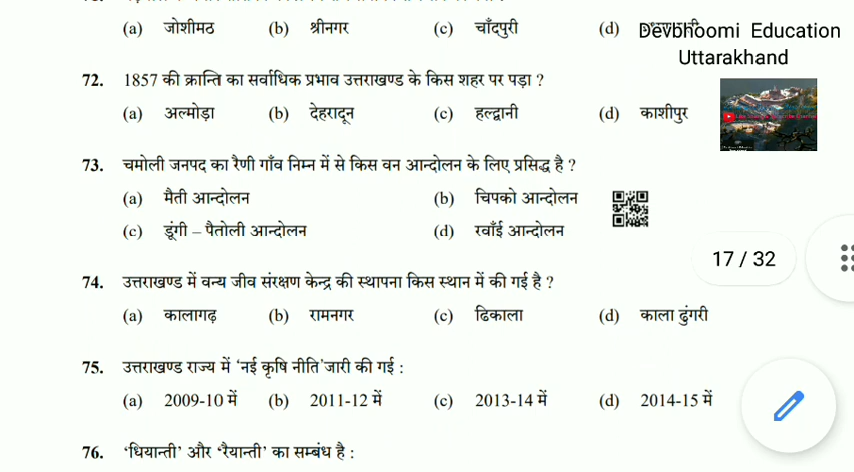 (a) जोशीमठ (b) श्रीनगर (c) चाँदपुरी (d)
Devbhoomi Education
Uttarakhand
72. 1857 की क्रान्ति का सर्वाधिक प्रभाव उत्तराखण्ड के किस शहर पर पड़ा ?
(a) अल्मोड़ा (b) देहरादून (c) हल्द्वानी (d) काशीपुर
73. चमोली जनपद का रैणी गाँव निम्न में से किस वन आन्दोलन के लिए प्रसिद्ध है ?
(a) मैती आन्दोलन (b) चिपको आन्दोलन
(c) डूंगी – पैतोली आन्दोलन (d) रवाँई आन्दोलन
17 / 32
74. उत्तराखण्ड में वन्य जीव संरक्षण केन्द्र की स्थापना किस स्थान में की गई है ?
(a) कालागढ़ (b) रामनगर (c) ढिकाला (d) काला डुंगरी
75. उत्तराखण्ड राज्य में ‘नई कृषि नीति’ जारी की गई :
(a) 2009-10 में (b) 2011-12 में (c) 2013-14 में (d) 2014-15 में
76. ‘धियान्ती’ और ‘रैयान्ती’ का सम्बंध है :